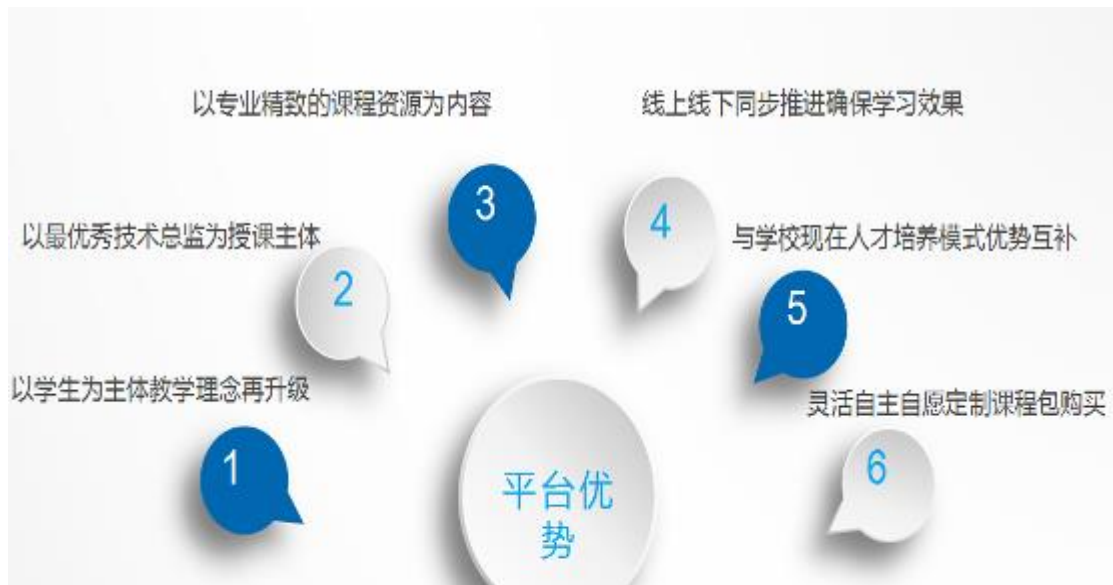 以专业精致的课程资源为内容
线上线下同步推进确保学习效果
3
4
以最优秀技术总监为授课主体
与学校现在人才培养模式优势互补
2
5
以学生为主体教学理念再升级
灵活自主自愿定制课程包购买
1
6
平台优
势